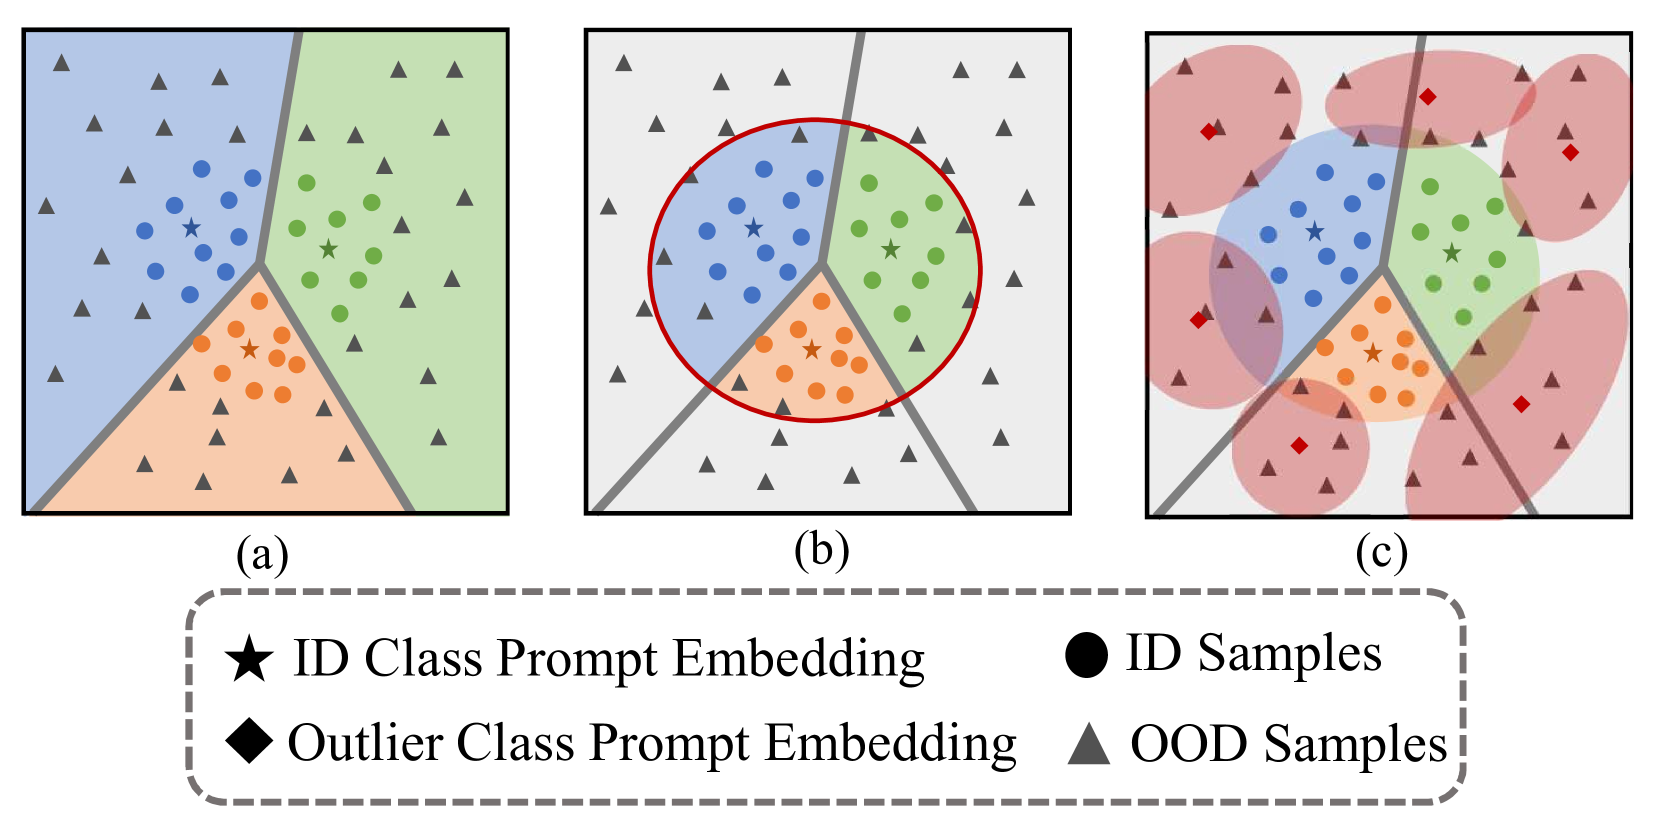 (a)
(b)
(c)
ID Class Prompt Embedding
ID Samples
Outlier Class Prompt Embedding
OOD Samples